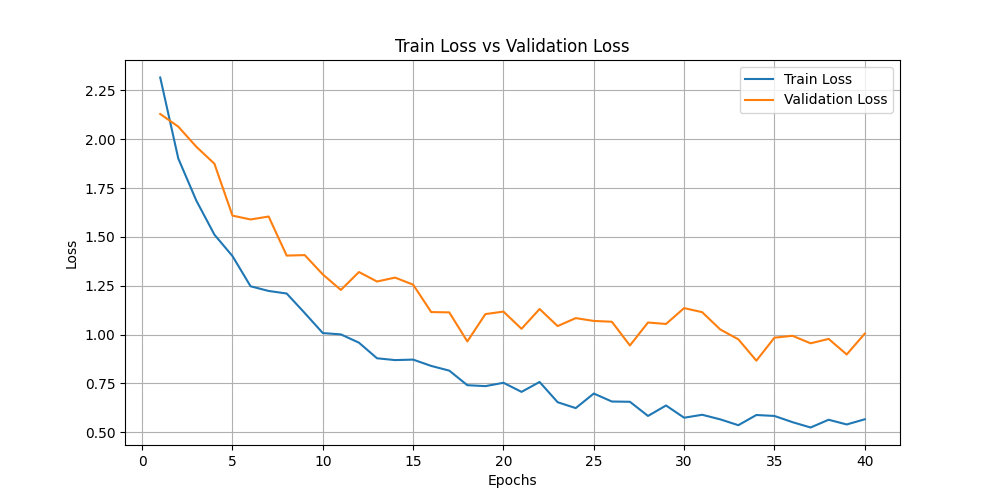 Train Loss vs Validation Loss
Train Loss
Validation Loss
Loss
2.25
2.00
1.75
1.50
1.25
1.00
0.75
0.50
0 5 10 15 20 25 30 35 40
Epochs